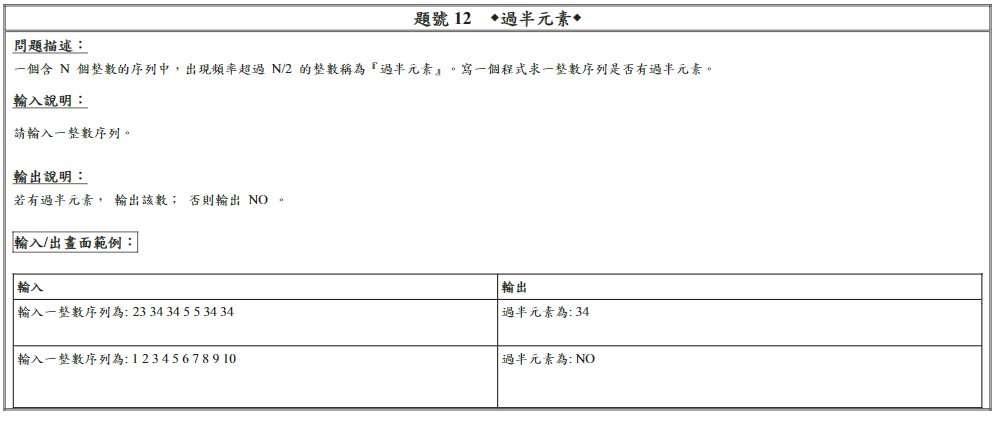 題號 12 ◆過半元素◆
問題描述：
一個含 N 個整數的序列中，出現頻率超過 N/2 的整數稱為『過半元素』。寫一個程式求一整數序列是否有過半元素。
輸入說明：
請輸入一整數序列。
輸出說明：
若有過半元素， 輸出該數； 否則輸出 NO 。
輸入/出畫面範例：
輸入 輸出
輸入一整數序列為: 23 34 34 5 5 34 34 過半元素為: 34
輸入一整數序列為: 1 2 3 4 5 6 7 8 9 10 過半元素為: NO